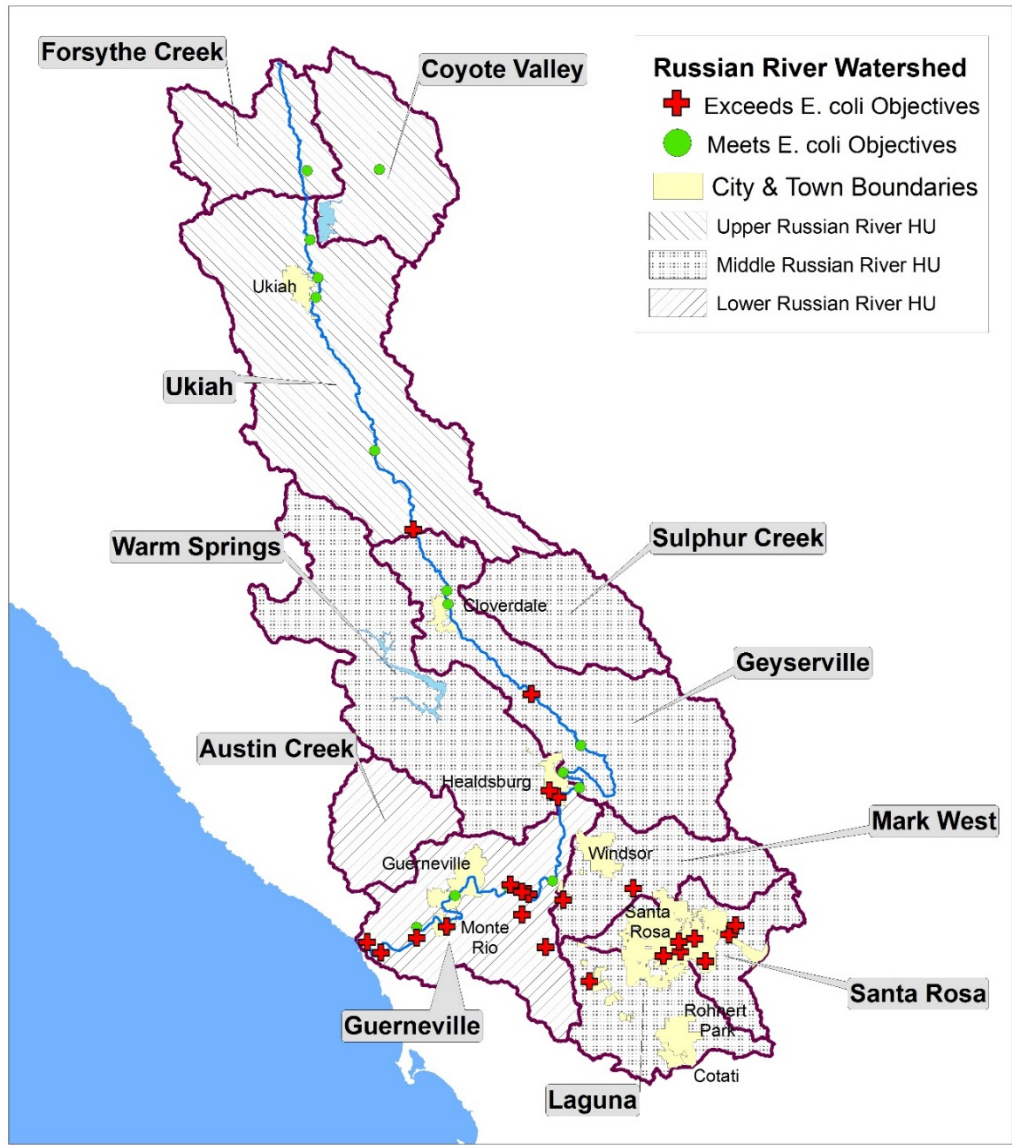 Forsythe Creek
Coyote Valley
Russian River Watershed
Exceeds E. coli Objectives
Meets E. coli Objectives
City & Town Boundaries
Upper Russian River HU
Middle Russian River HU
Lower Russian River HU
Ukiah
Ukiah
Warm Springs
Sulphur Creek
Cloverdale
Geyserville
Austin Creek
Healdsburg
Mark West
Guerneville
Windsor
Santa
Rosa
Monte
Rio
Santa Rosa
Guerneville
Rohnert
Park
Cotati
Laguna